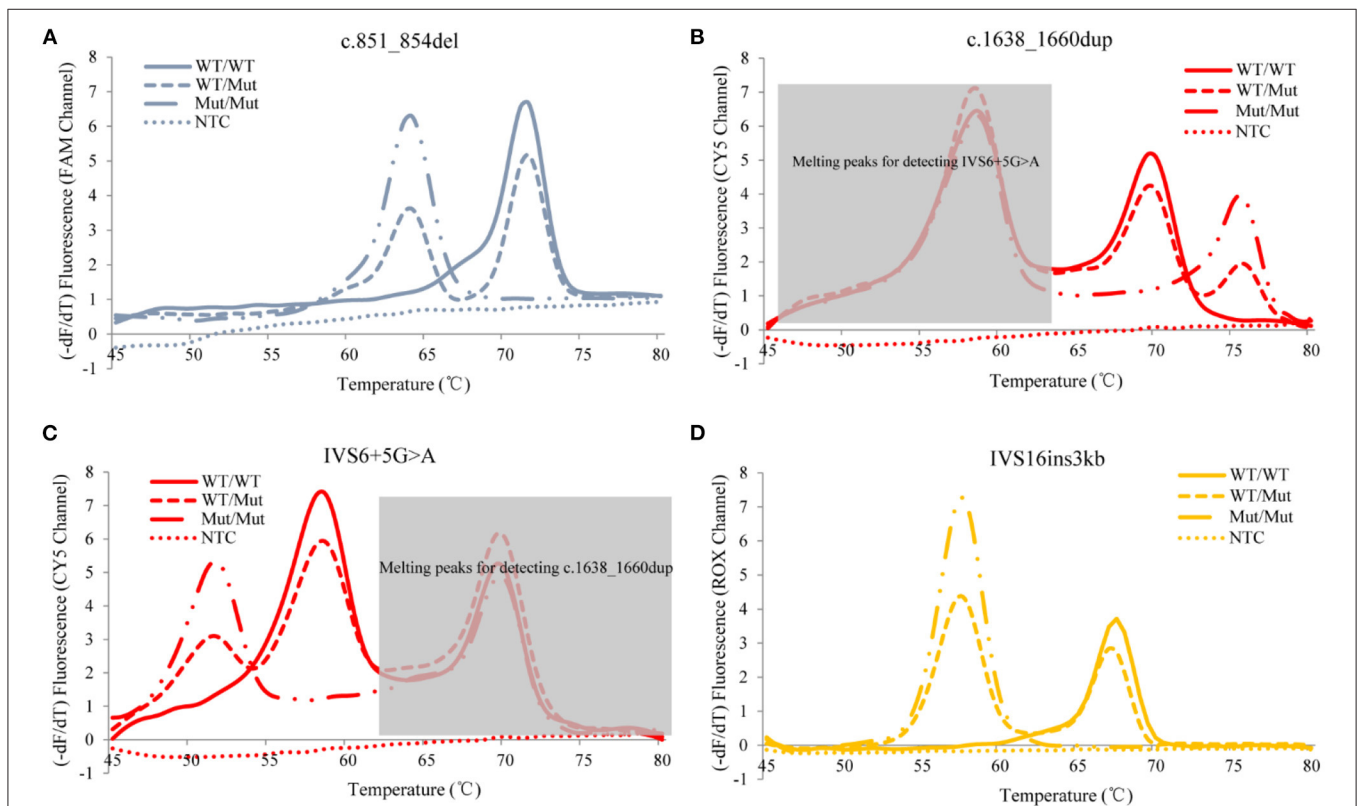 A
c.851_854del
8
7
6
5
4
3
2
1
0
-1
(-dF/dT) Fluorescence (FAM Channel)
WT/WT
WT/Mut
Mut/Mut
NTC
45 50 55 60 65 70 75 80
Temperature (℃)
B
c.1638_1660dup
8
7
6
5
4
3
2
1
0
-1
(-dF/dT) Fluorescence (CY5 Channel)
WT/WT
WT/Mut
Mut/Mut
NTC
Melting peaks for detecting IVS6+5G>A
45 50 55 60 65 70 75 80
Temperature (℃)
C
IVS6+5G>A
8
7
6
5
4
3
2
1
0
-1
(-dF/dT) Fluorescence (CY5 Channel)
WT/WT
WT/Mut
Mut/Mut
NTC
Melting peaks for detecting c.1638_1660dup
45 50 55 60 65 70 75 80
Temperature (℃)
D
IVS16ins3kb
8
7
6
5
4
3
2
1
0
-1
(-dF/dT) Fluorescence (ROX Channel)
WT/WT
WT/Mut
Mut/Mut
NTC
45 50 55 60 65 70 75 80
Temperature (℃)